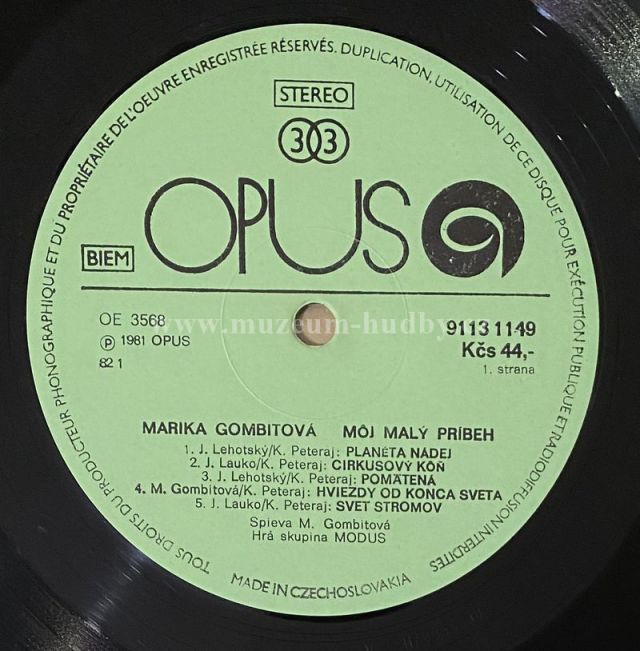 TOUS DROITS DU PRODUCTEUR PHONOGRAPHIQUE ET DU PROPRIÉTAIRE DE L'OEUVRE ENREGISTRÉE RÉSERVÉS. DUPLICATION, UTILISATION DE CE DISQUE POUR EXÉCUTION PUBLIQUE ET RADIODIFFUSION INTERDITES
STEREO
33
OPUS
BIEM
OE 3568
℗ 1981 OPUS
82 1
www.muzeum-hudby.
9113 1149
Kčs 44,-
1. strana
MARIKA GOMBITOVÁ MÔJ MALÝ PRÍBEH
1. J. Lehotský/K. Peteraj: PLANÉTA NÁDEJ
2. J. Lauko/K. Peteraj: CIRKUSOVÝ KÔŇ
3. J. Lehotský/K. Peteraj: POMÄTENÁ
4. M. Gombitová/K. Peteraj: HVIEZDY OD KONCA SVETA
5. J. Lauko/K. Peteraj: SVET STROMOV
Spieva M. Gombitová
Hrá skupina MODUS
MADE IN CZECHOSLOVAKIA